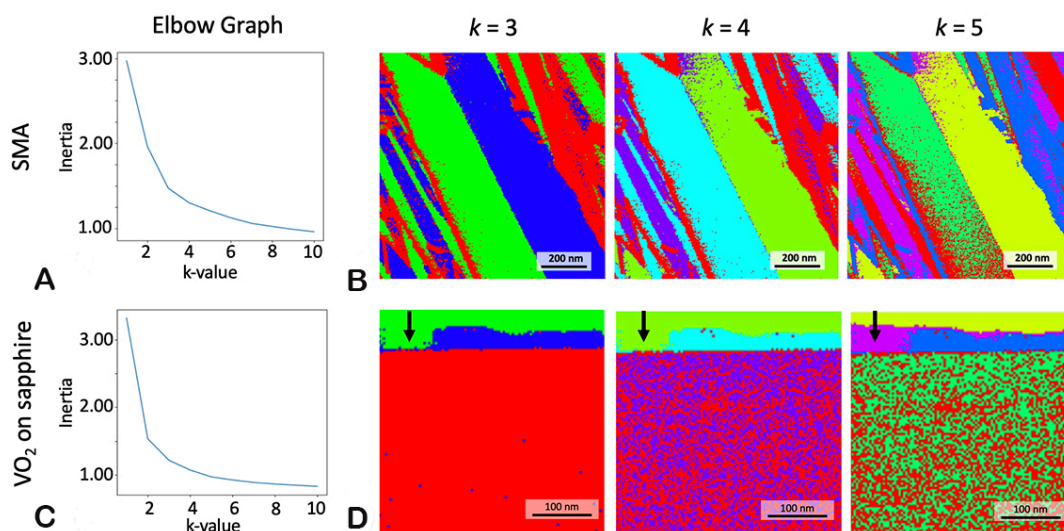 Elbow Graph
k = 3
k = 4
k = 5
SMA
3.00
2.00
1.00
Inertia
2
4
6
8
10
k-value
A
B
200 nm
200 nm
200 nm
VO₂ on sapphire
3.00
2.00
1.00
Inertia
2
4
6
8
10
k-value
C
D
100 nm
100 nm
100 nm